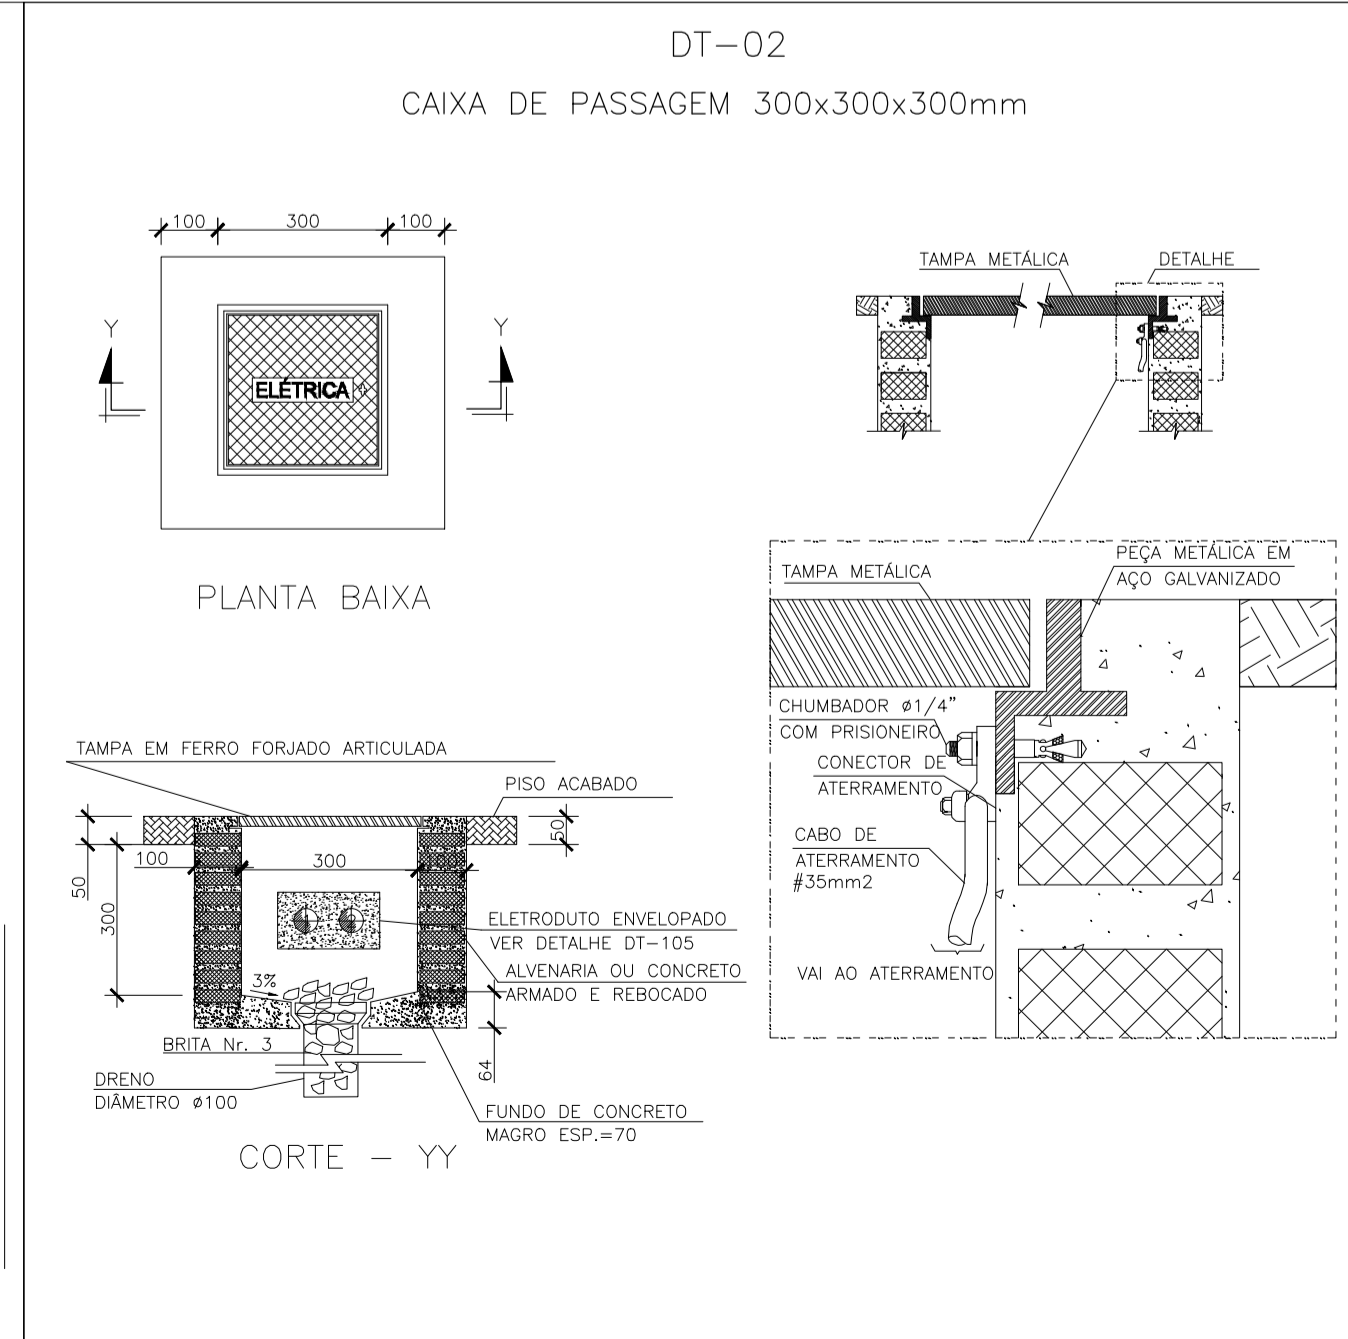 DT-02
CAIXA DE PASSAGEM 300x300x300mm
100
300
100
Y
Y
ELÉTRICA
PLANTA BAIXA
TAMPA METÁLICA
DETALHE
TAMPA METÁLICA
PEÇA METÁLICA EM
AÇO GALVANIZADO
CHUMBADOR ø1/4"
COM PRISIONEIRO
CONECTOR DE
ATERRAMENTO
CABO DE
ATERRAMENTO
#35mm2
VAI AO ATERRAMENTO
TAMPA EM FERRO FORJADO ARTICULADA
PISO ACABADO
50
50
100
300
100
300
3%
ELETRODUTO ENVELOPADO
VER DETALHE DT-105
ALVENARIA OU CONCRETO
ARMADO E REBOCADO
BRITA Nr. 3
64
DRENO
DIÂMETRO ø100
FUNDO DE CONCRETO
MAGRO ESP.=70
CORTE - YY